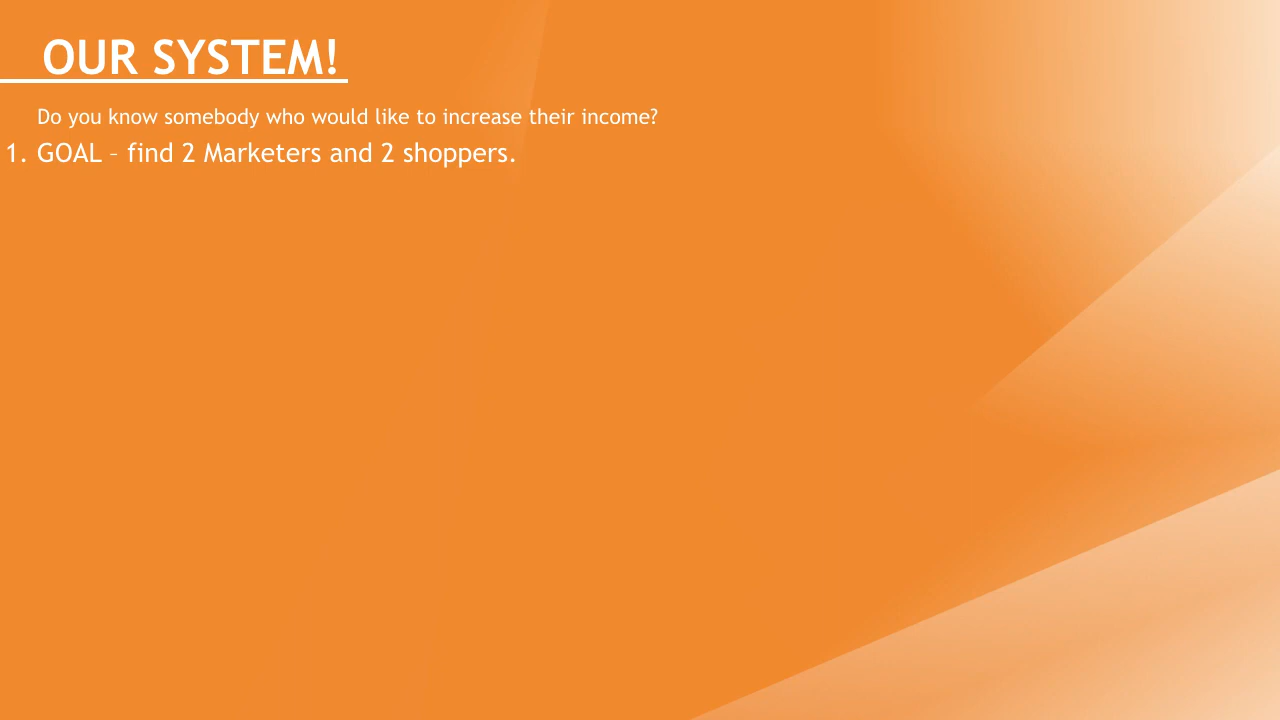 OUR SYSTEM!
Do you know somebody who would like to increase their income?
1. GOAL – find 2 Marketers and 2 shoppers.